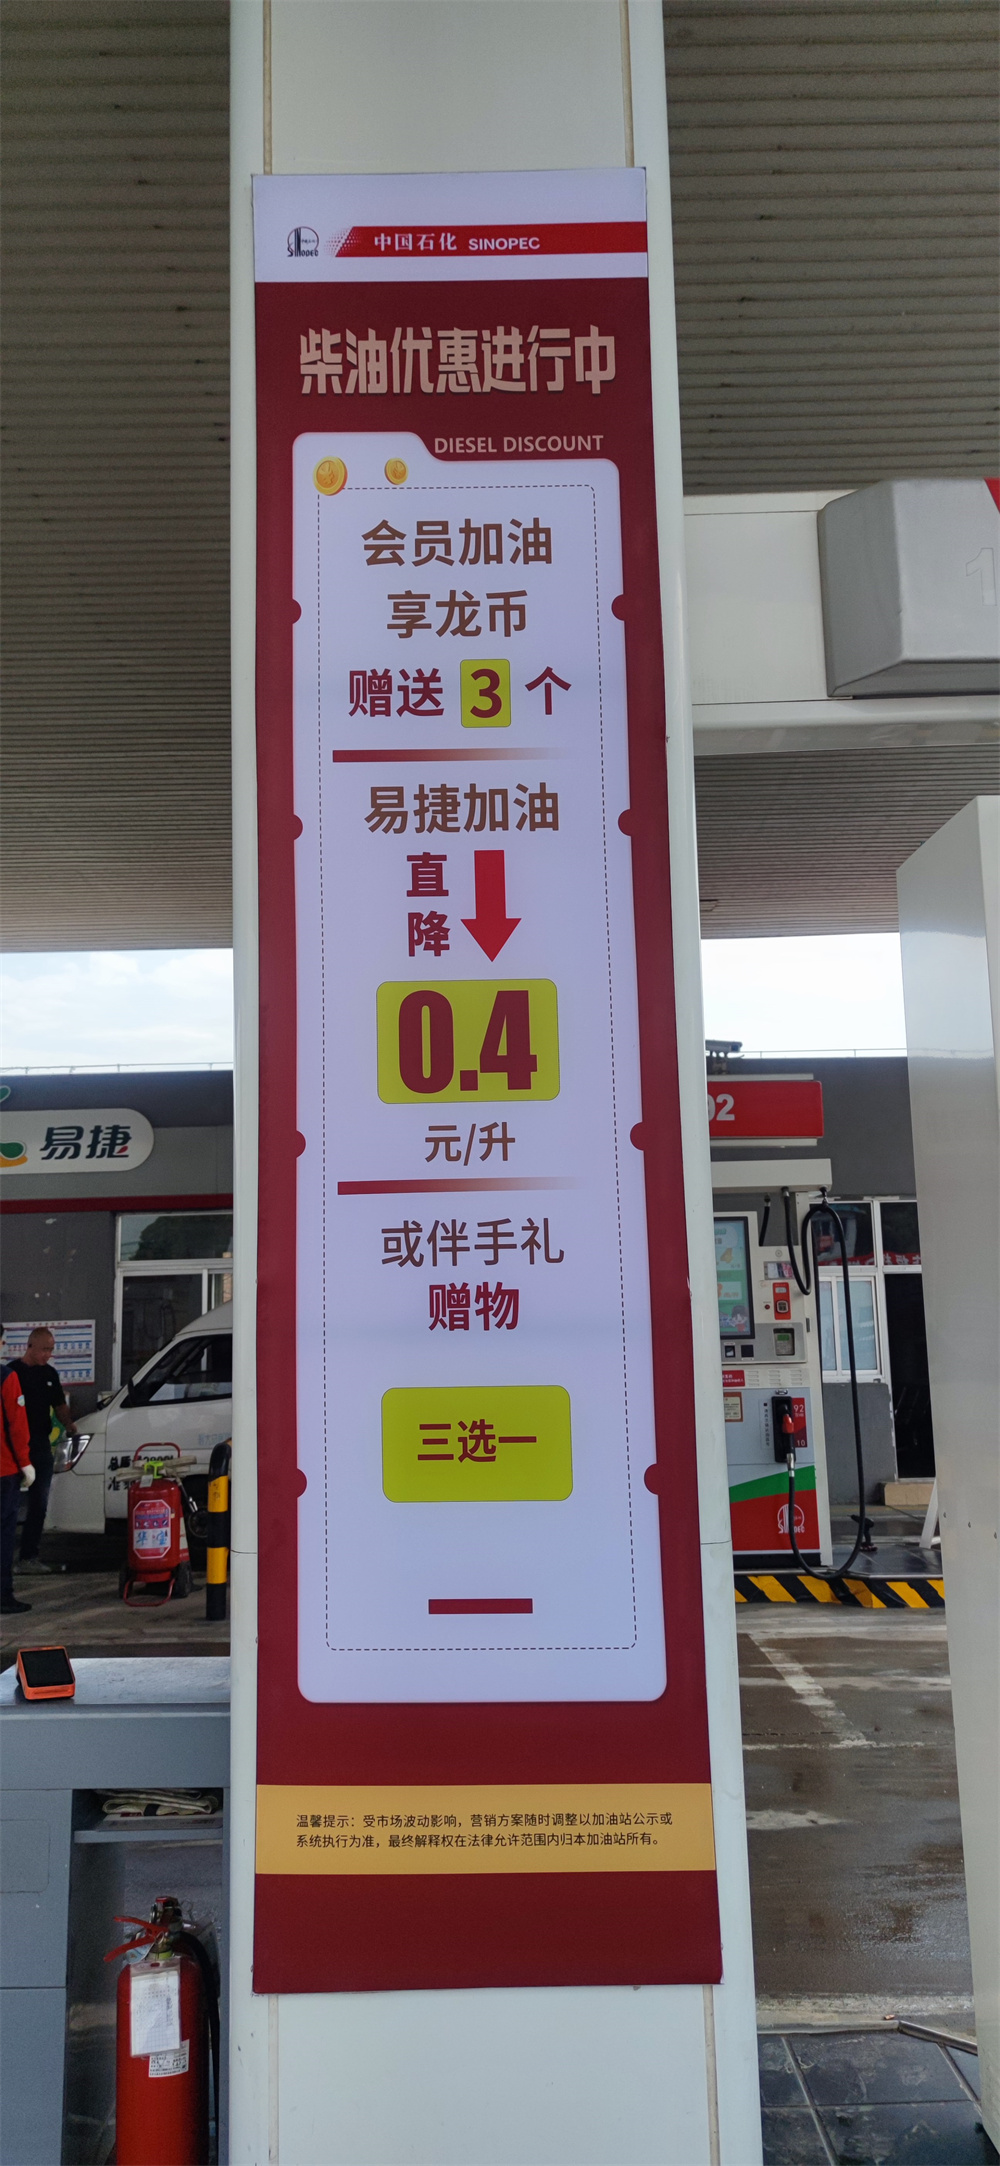 中国石化 SINOPEC
SINOPEC
柴油优惠进行中
DIESEL DISCOUNT
会员加油
享龙币
赠送 3 个
易捷加油
直
降
0.4
元/升
或伴手礼
赠物
三选一
温馨提示：受市场波动影响，营销方案随时调整以加油站公示或
系统执行为准，最终解释权在法律允许范围内归本加油站所有。
易捷
02
92
10